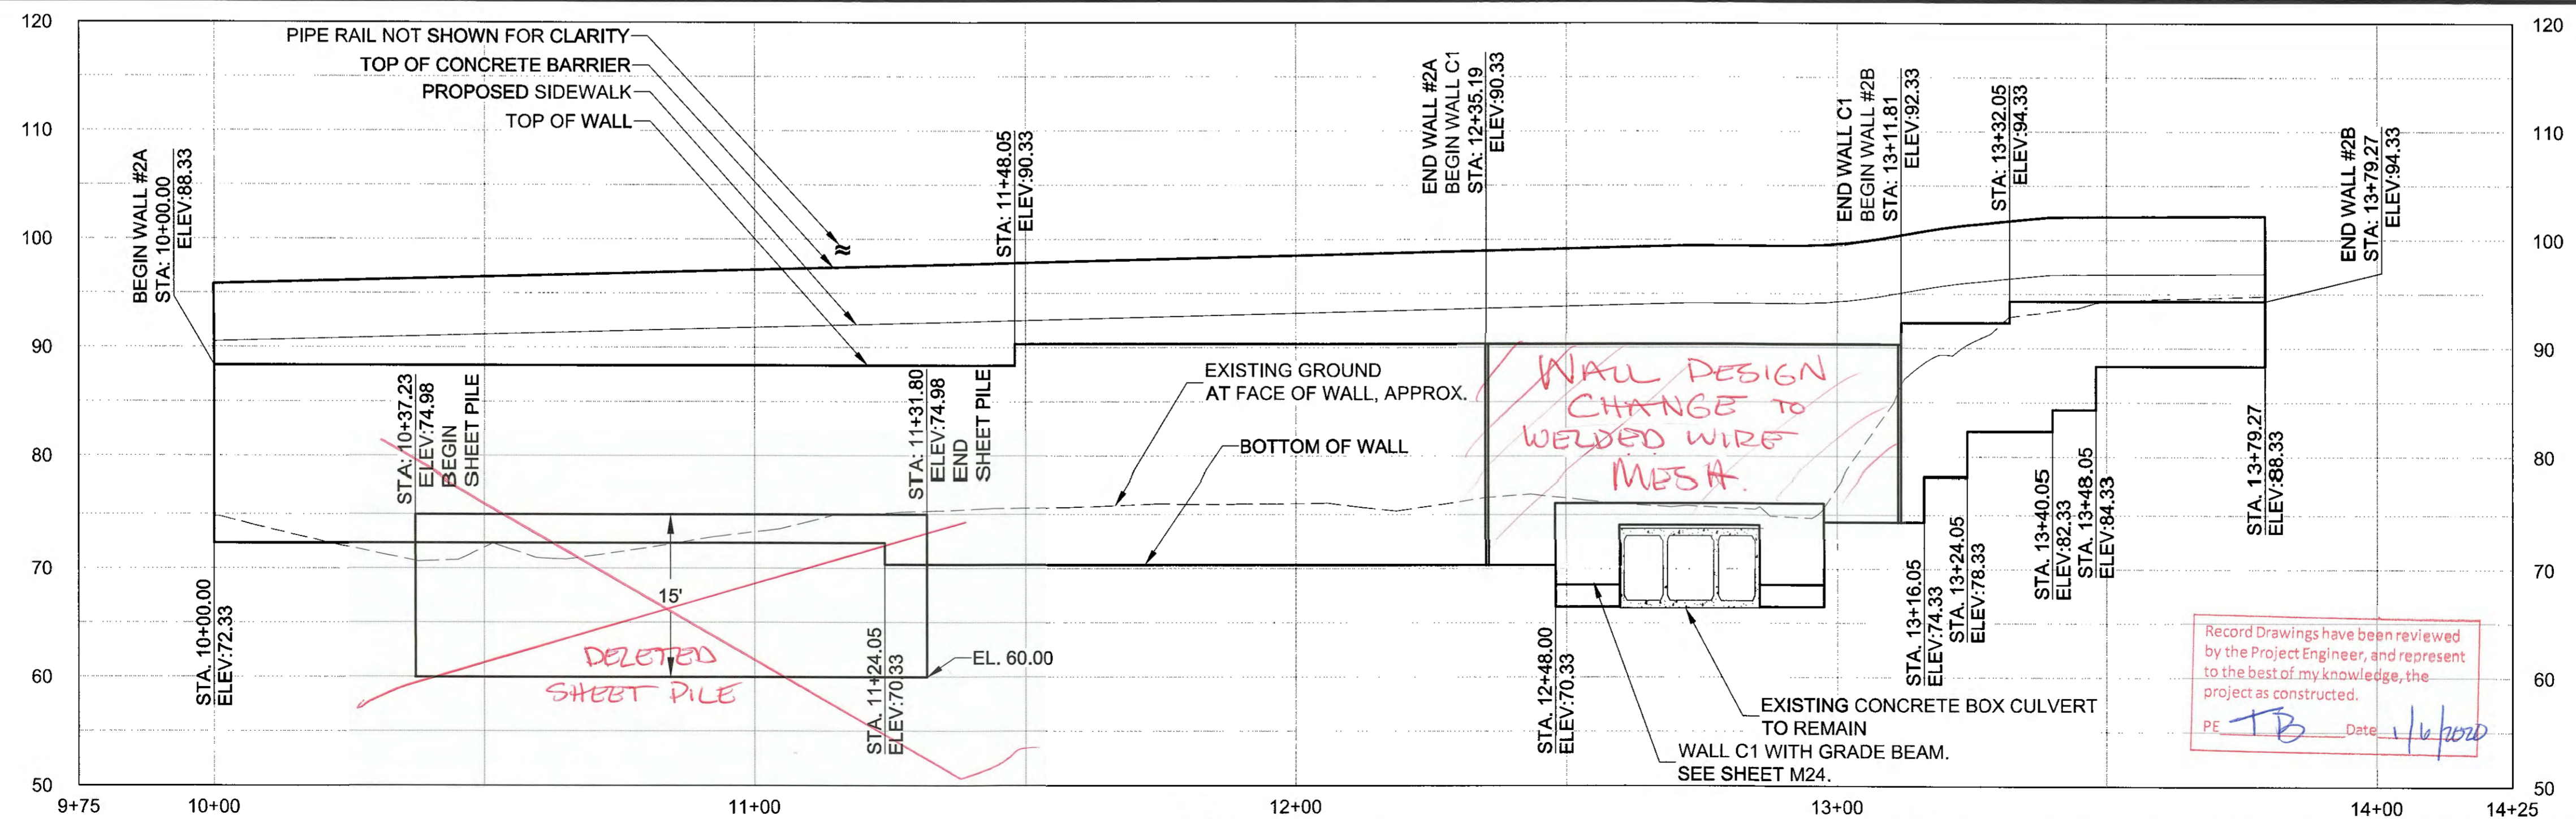 120
110
100
90
80
70
60
50
120
110
100
90
80
70
60
50
PIPE RAIL NOT SHOWN FOR CLARITY
TOP OF CONCRETE BARRIER
PROPOSED SIDEWALK
TOP OF WALL
BEGIN WALL #2A
STA: 10+00.00
ELEV:88.33
STA: 11+48.05
ELEV:90.33
END WALL #2A
BEGIN WALL C1
STA: 12+35.19
ELEV:90.33
END WALL C1
BEGIN WALL #2B
STA: 13+11.81
ELEV:92.33
STA: 13+32.05
ELEV:94.33
END WALL #2B
STA: 13+79.27
ELEV:94.33
STA: 10+37.23
ELEV:74.98
BEGIN
SHEET PILE
STA: 11+31.80
ELEV:74.98
END
SHEET PILE
EXISTING GROUND
AT FACE OF WALL, APPROX.
BOTTOM OF WALL
WALL DESIGN
CHANGE TO
WELDED WIRE
MESH.
15'
DELETED
SHEET PILE
EL. 60.00
STA. 10+00.00
ELEV:72.33
STA. 11+24.05
ELEV:70.33
STA. 12+48.00
ELEV:70.33
STA. 13+16.05
ELEV:74.33
STA. 13+24.05
ELEV:78.33
STA. 13+40.05
ELEV:82.33
STA. 13+48.05
ELEV:84.33
STA. 13+79.27
ELEV:88.33
EXISTING CONCRETE BOX CULVERT
TO REMAIN
WALL C1 WITH GRADE BEAM.
SEE SHEET M24.
Record Drawings have been reviewed
by the Project Engineer, and represent
to the best of my knowledge, the
project as constructed.
PE TB Date 1/6/2020
9+75
10+00
11+00
12+00
13+00
14+00
14+25